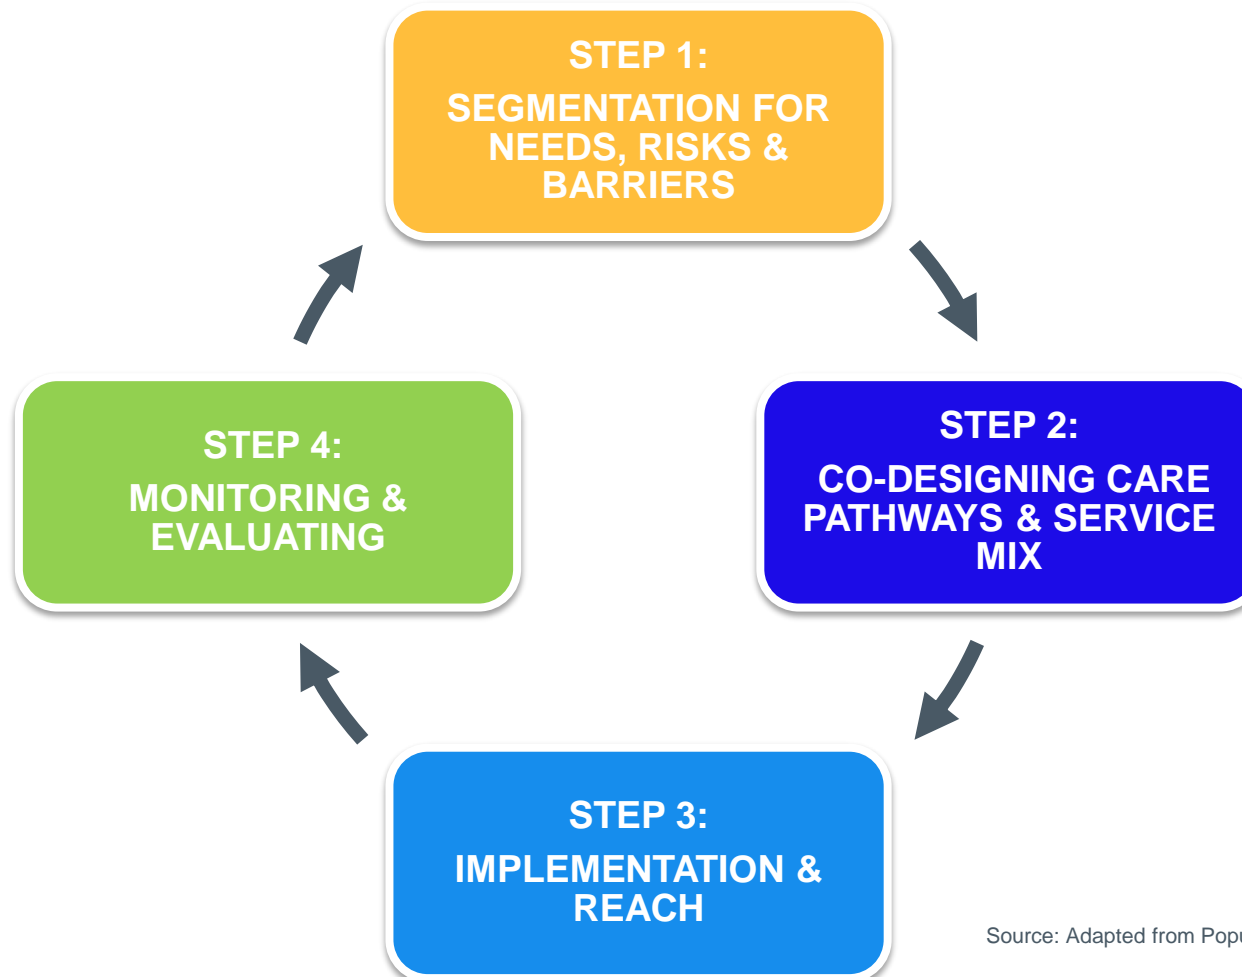 STEP 1:
SEGMENTATION FOR
NEEDS, RISKS &
BARRIERS
STEP 4:
MONITORING &
EVALUATING
STEP 2:
CO-DESIGNING CARE
PATHWAYS & SERVICE
MIX
STEP 3:
IMPLEMENTATION &
REACH
Source: Adapted from